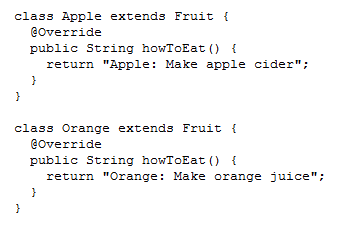 class Apple extends Fruit {
  @Override
  public String howToEat() {
    return "Apple: Make apple cider";
  }
}

class Orange extends Fruit {
  @Override
  public String howToEat() {
    return "Orange: Make orange juice";
  }
}